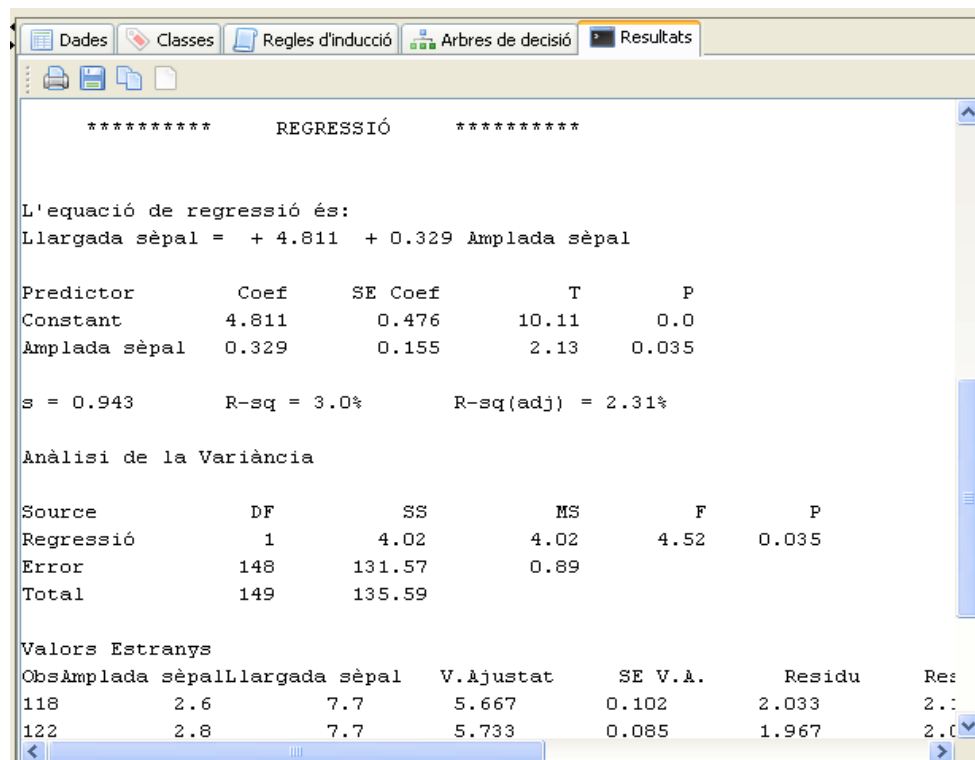 Dades Classes Regles d'inducció Arbres de decisió Resultats
********** REGRESSIÓ **********
L'equació de regressió és:
Llargada sèpal = + 4.811 + 0.329 Amplada sèpal
Predictor Coef SE Coef T P
Constant 4.811 0.476 10.11 0.0
Amplada sèpal 0.329 0.155 2.13 0.035
s = 0.943 R-sq = 3.0% R-sq(adj) = 2.31%
Anàlisi de la Variància
Source DF SS MS F P
Regressió 1 4.02 4.02 4.52 0.035
Error 148 131.57 0.89
Total 149 135.59
Valors Estranys
ObsAmplada sèpalLlargada sèpal V.Ajustat SE V.A. Residu
118 2.6 7.7 5.667 0.102 2.033
122 2.8 7.7 5.733 0.085 1.967